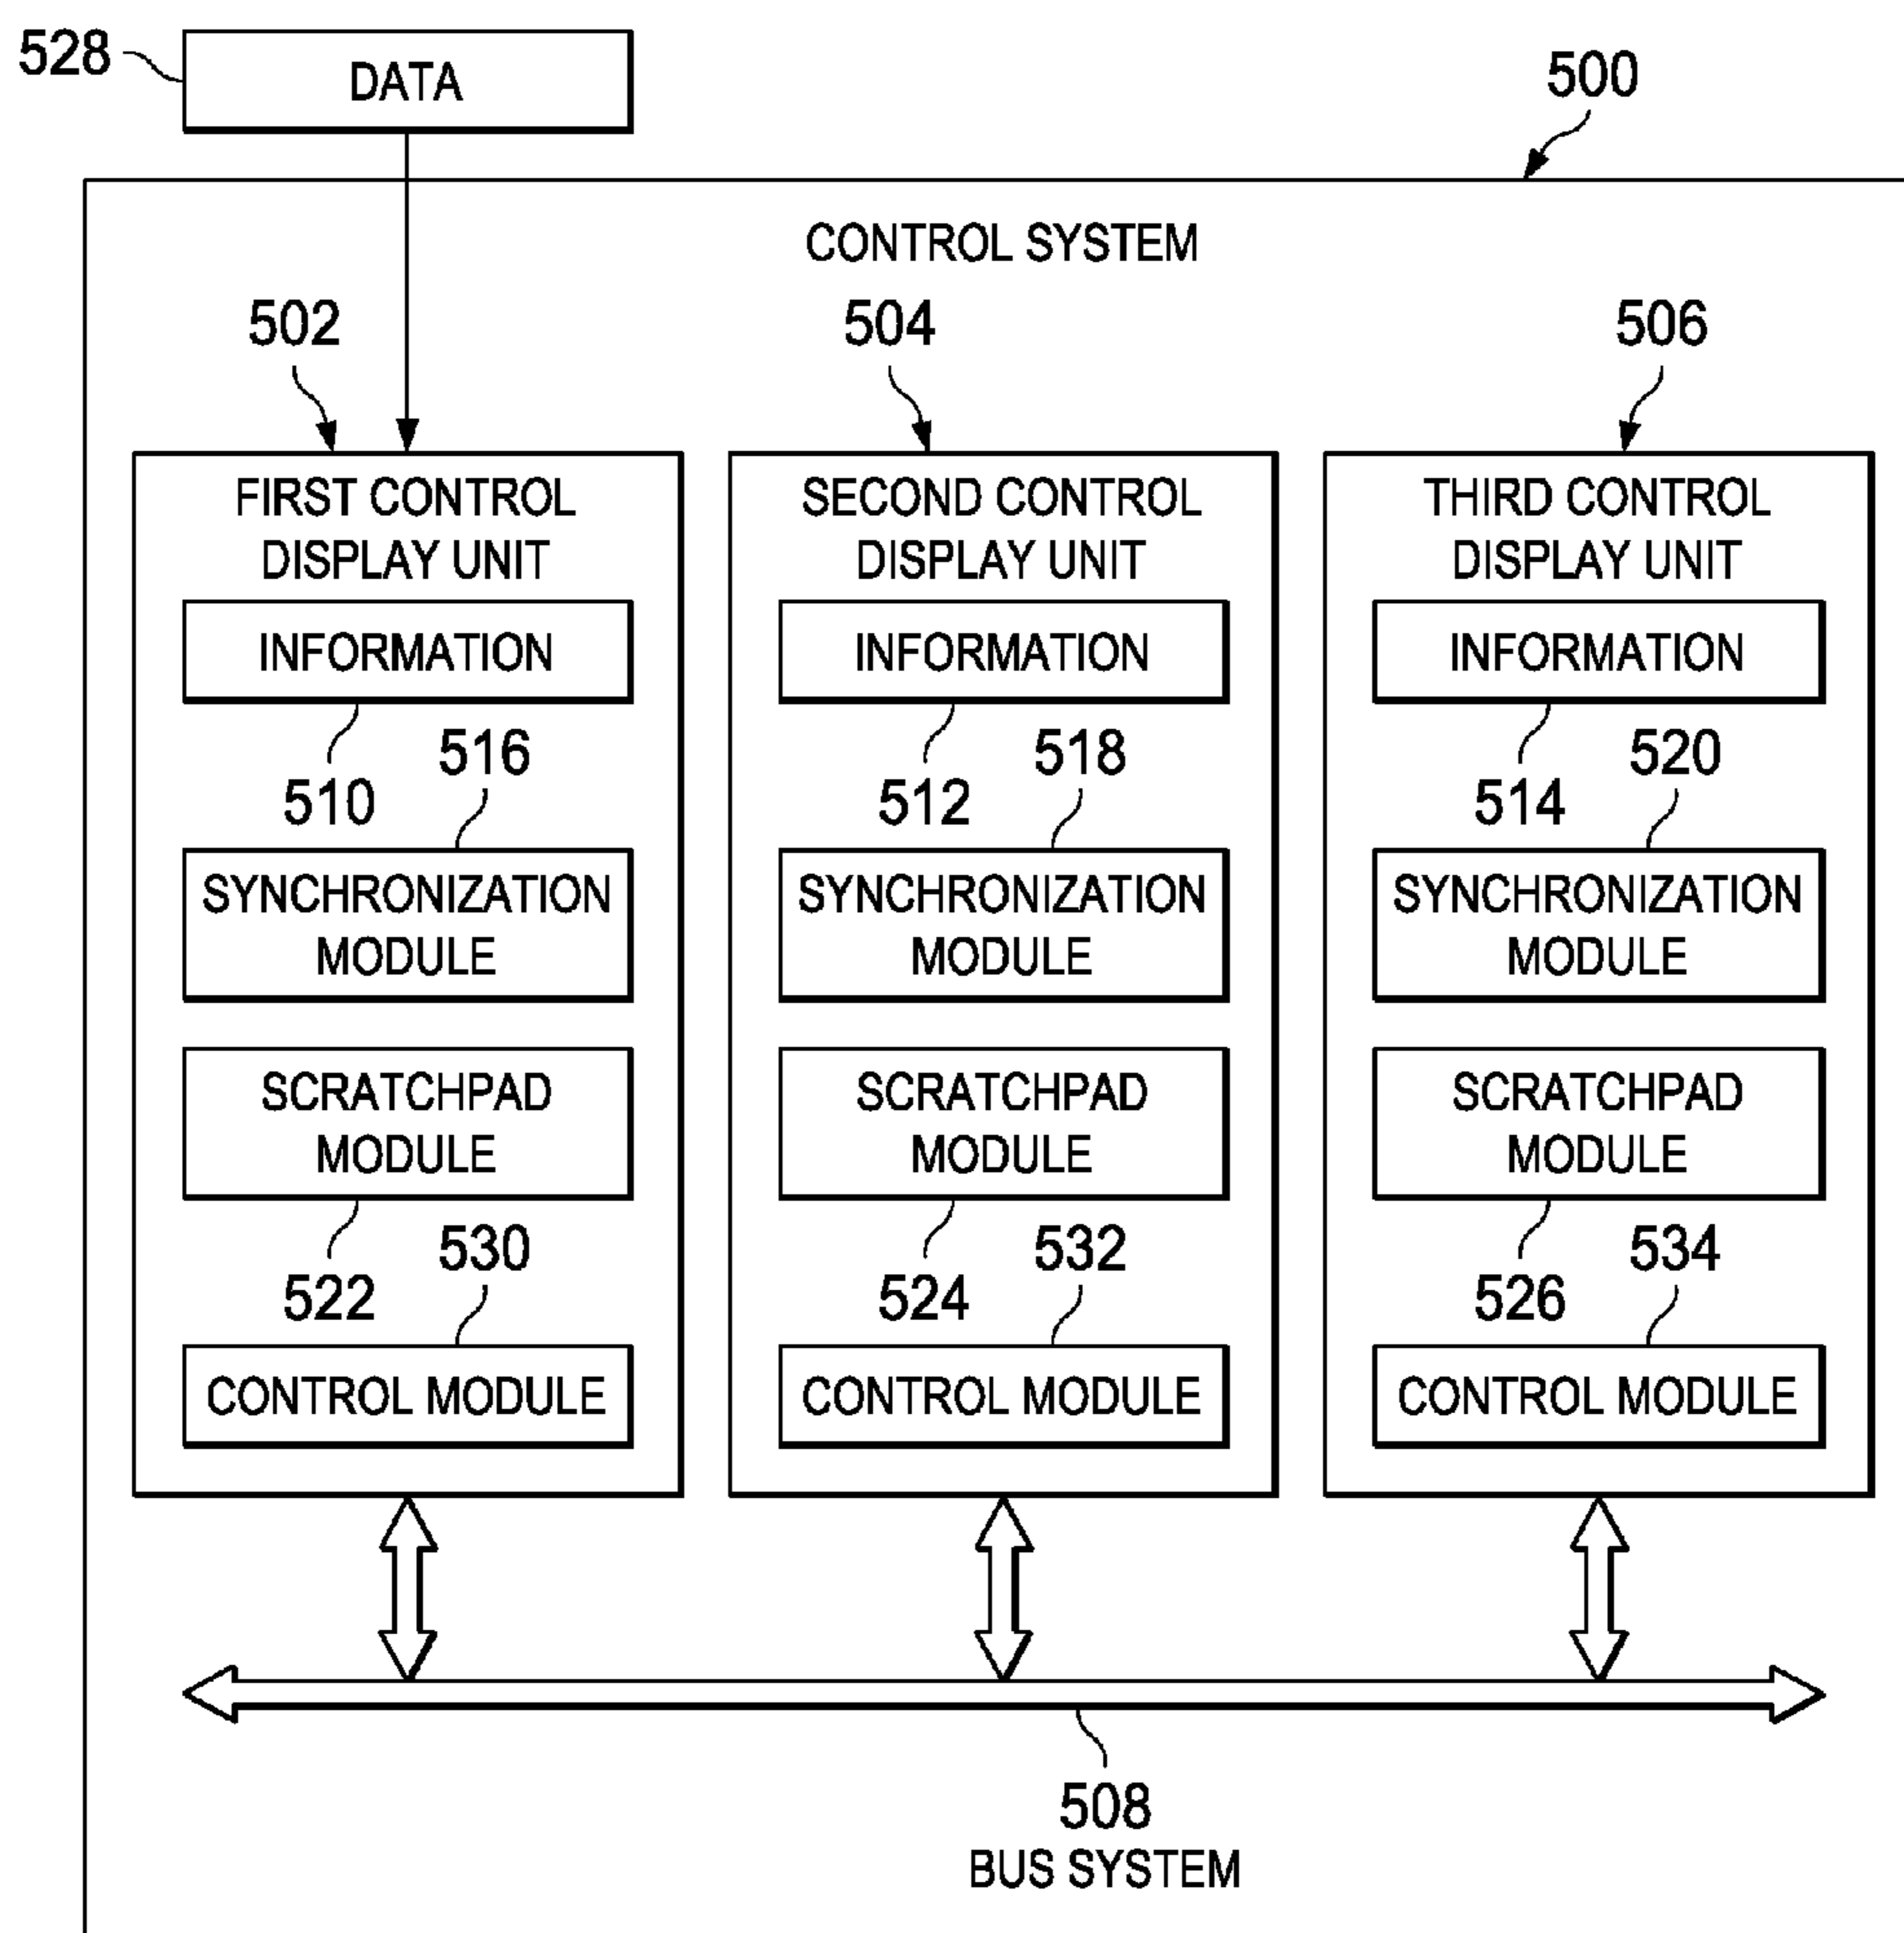 528
DATA
500
CONTROL SYSTEM
502
504
506
FIRST CONTROL
DISPLAY UNIT
INFORMATION
510
516
SYNCHRONIZATION
MODULE
SCRATCHPAD
MODULE
522
530
CONTROL MODULE
SECOND CONTROL
DISPLAY UNIT
INFORMATION
512
518
SYNCHRONIZATION
MODULE
SCRATCHPAD
MODULE
524
532
CONTROL MODULE
THIRD CONTROL
DISPLAY UNIT
INFORMATION
514
520
SYNCHRONIZATION
MODULE
SCRATCHPAD
MODULE
526
534
CONTROL MODULE
508
BUS SYSTEM